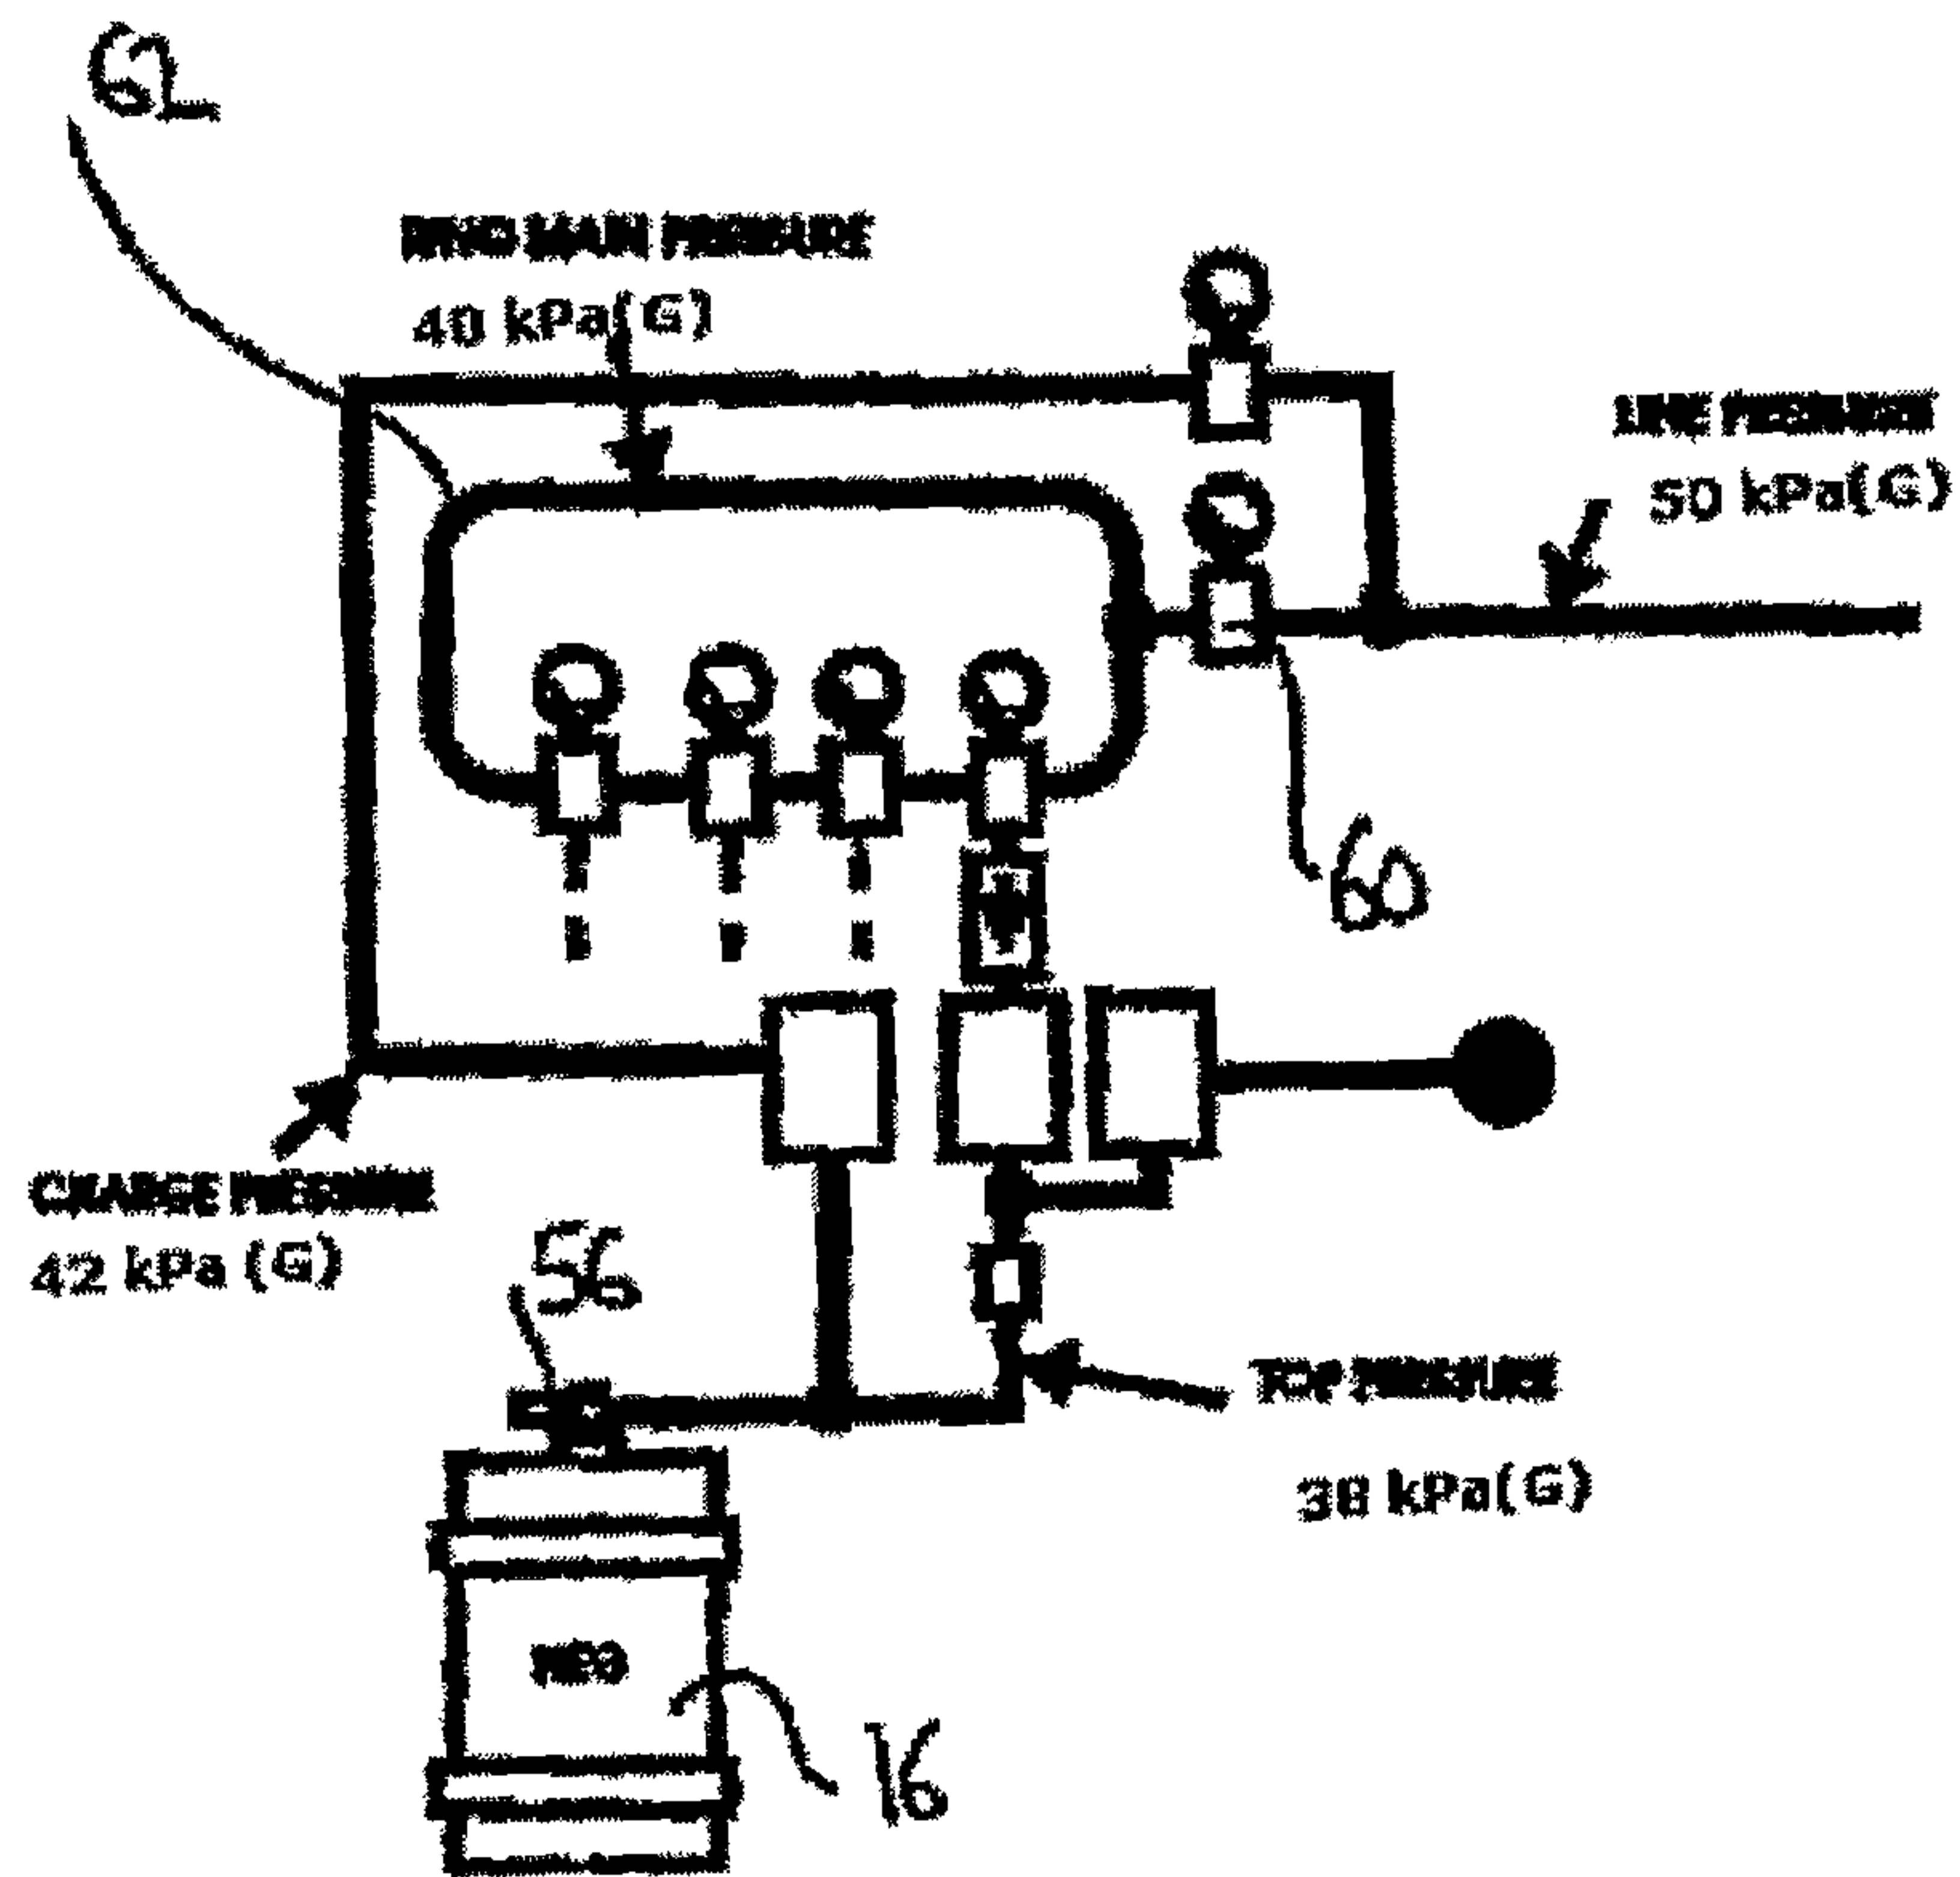 62
RING MAIN PRESSURE
40 kPa(G)
LINE PRESSURE
50 kPa(G)
60
CHARGE PRESSURE
42 kPa (G)
56
TOP PRESSURE
38 kPa(G)
16